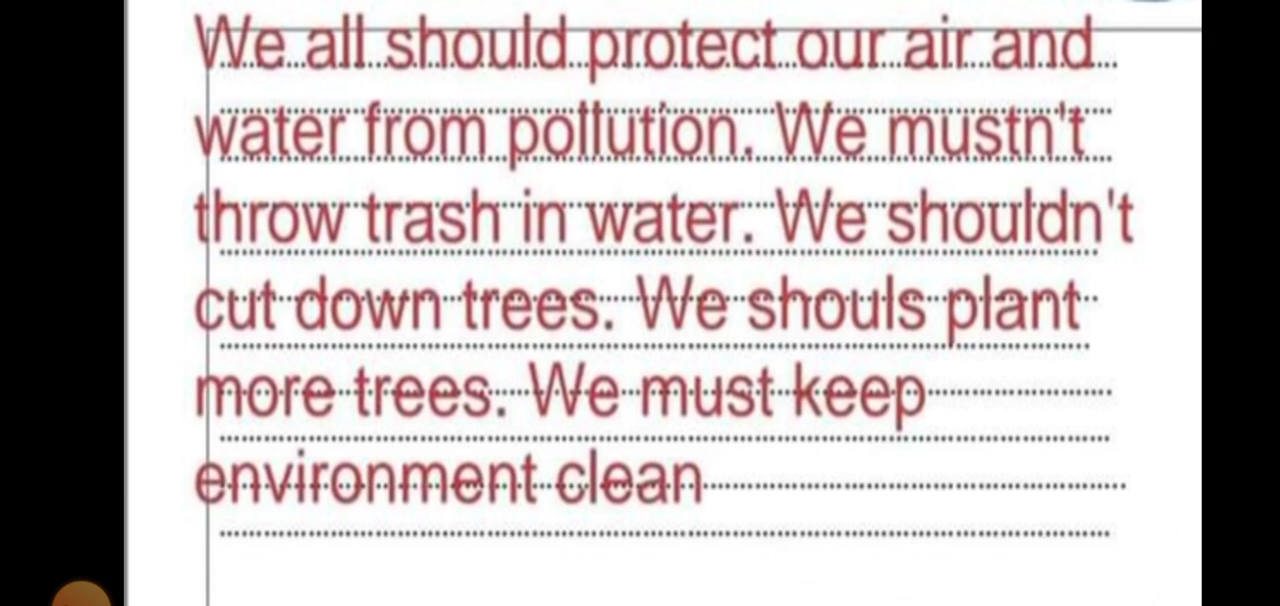 We all should protect our air and
water from pollution. We mustn't
throw trash in water. We shouldn't
cut down trees. We shouls plant
more trees. We must keep
environment clean